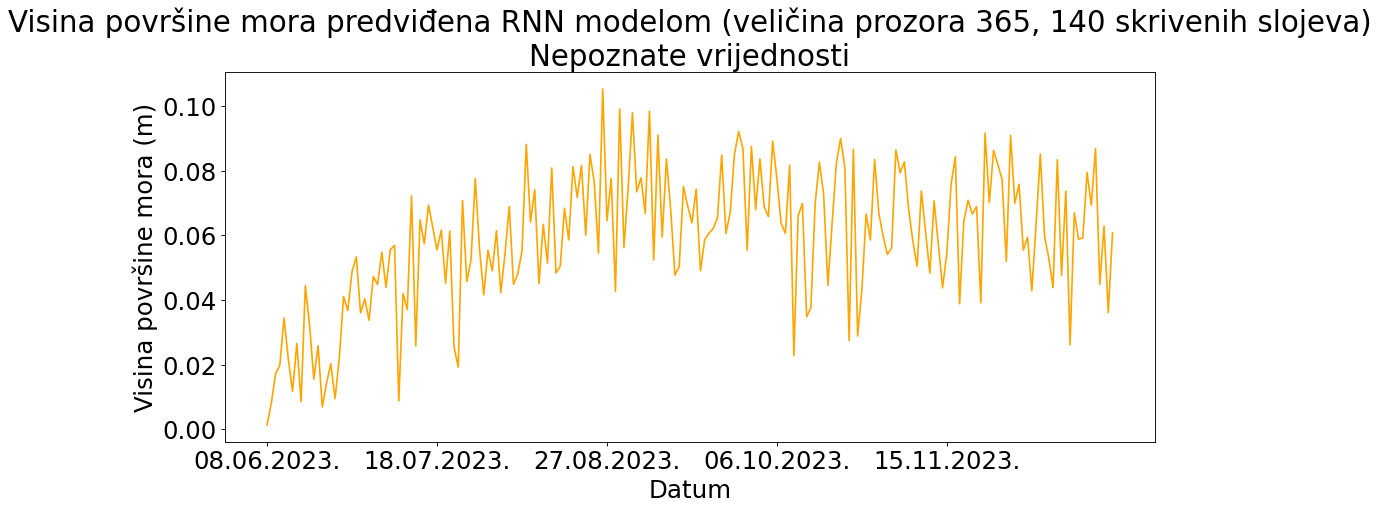 Visina površine mora predviđena RNN modelom (veličina prozora 365, 140 skrivenih slojeva)
Nepoznate vrijednosti
Visina površine mora (m)
0.10
0.08
0.06
0.04
0.02
0.00
08.06.2023. 18.07.2023. 27.08.2023. 06.10.2023. 15.11.2023.
Datum